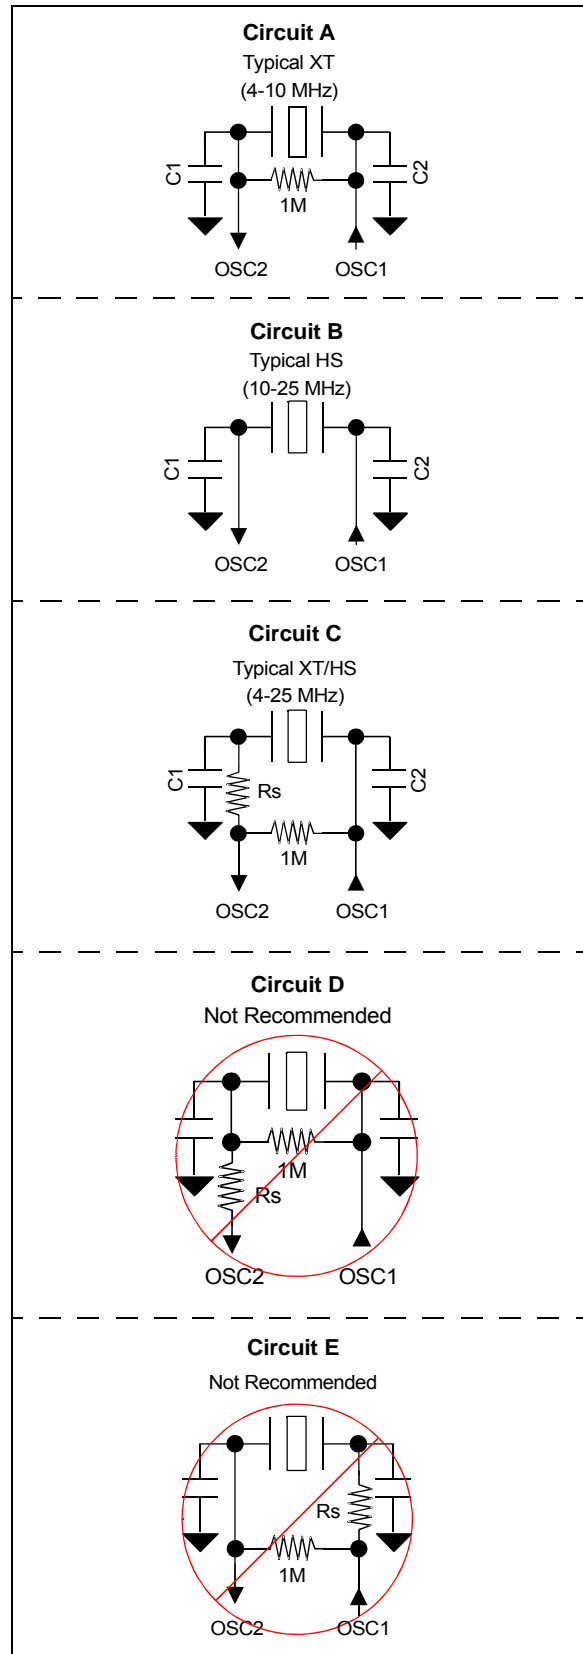 Circuit A
Typical XT
(4-10 MHz)
C1
C2
1M
OSC2
OSC1
Circuit B
Typical HS
(10-25 MHz)
C1
C2
OSC2
OSC1
Circuit C
Typical XT/HS
(4-25 MHz)
C1
Rs
C2
1M
OSC2
OSC1
Circuit D
Not Recommended
1M
Rs
OSC2
OSC1
Circuit E
Not Recommended
Rs
1M
OSC2
OSC1